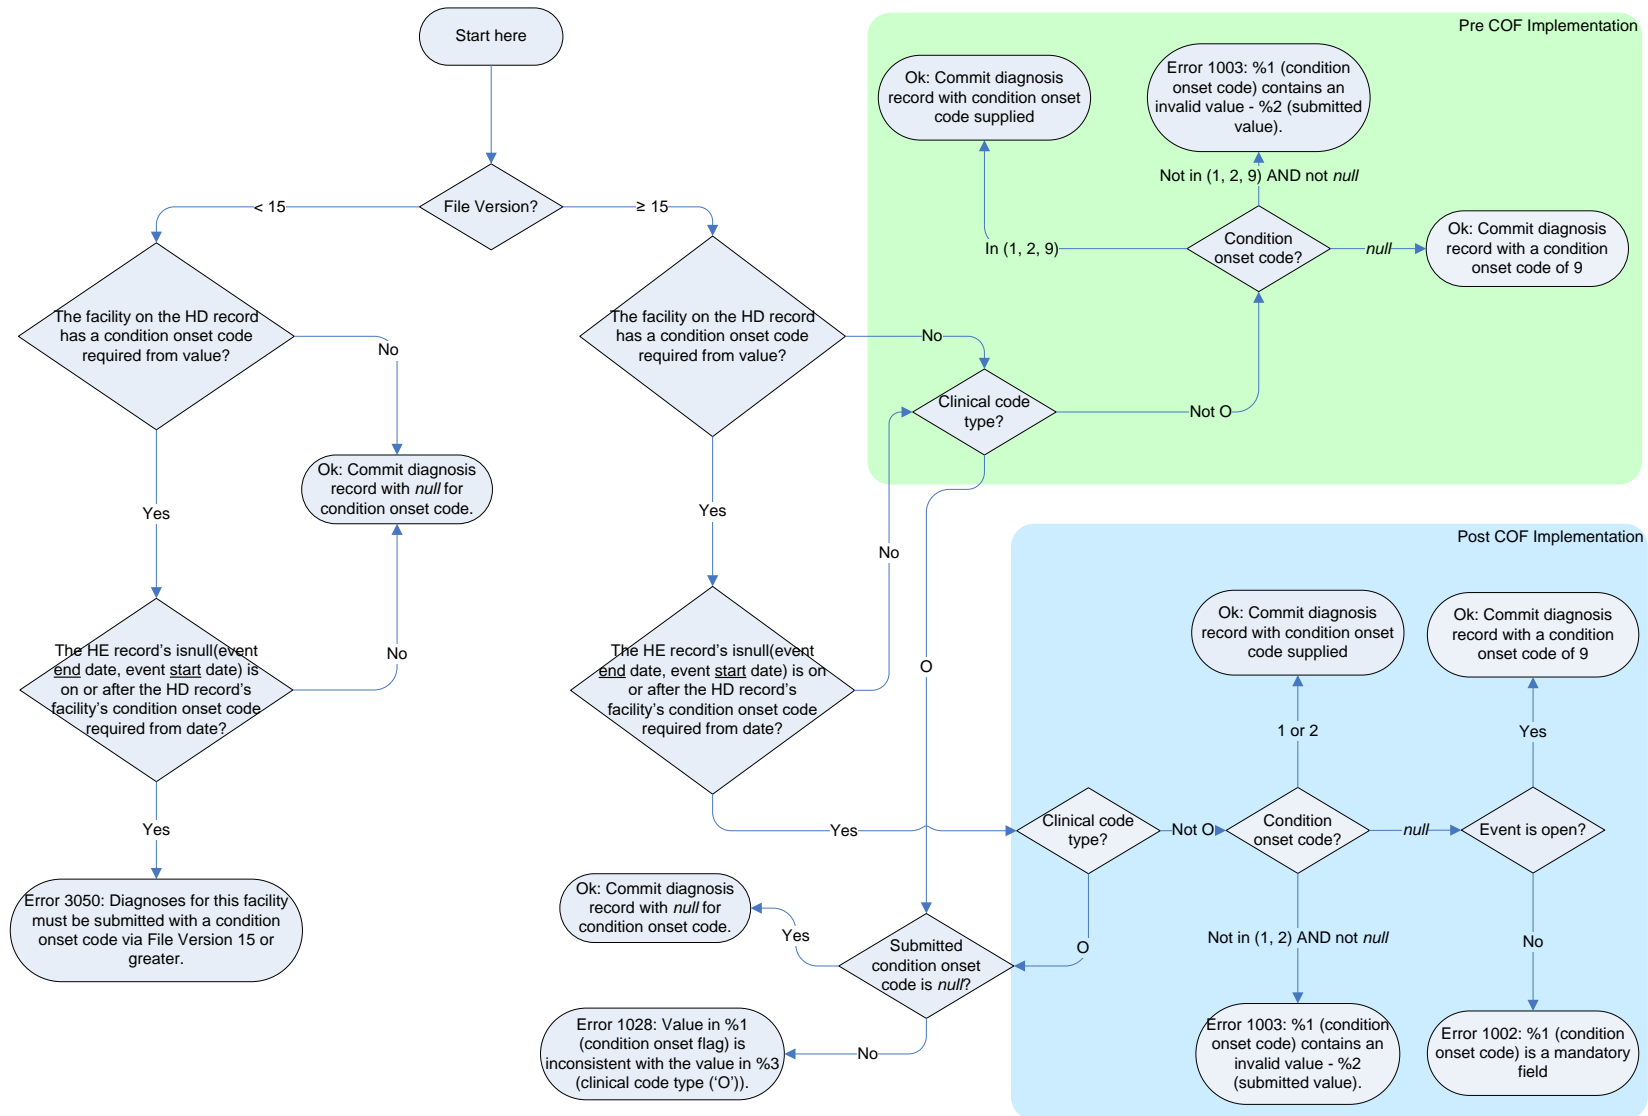 Start here
File Version?
< 15
≥ 15
The facility on the HD record
has a condition onset code
required from value?
No
Yes
Ok: Commit diagnosis
record with null for
condition onset code.
No
The HE record's isnull(event
end date, event start date) is
on or after the HD record's
facility's condition onset code
required from date?
Yes
Error 3050: Diagnoses for this facility
must be submitted with a condition
onset code via File Version 15 or
greater.
The facility on the HD record
has a condition onset code
required from value?
No
Yes
No
The HE record's isnull(event
end date, event start date) is on
or after the HD record's
facility's condition onset code
required from date?
Yes
Pre COF Implementation
Ok: Commit diagnosis
record with condition onset
code supplied
Error 1003: %1 (condition
onset code) contains an
invalid value - %2 (submitted
value).
Not in (1, 2, 9) AND not null
In (1, 2, 9)
Condition
onset code?
null
Ok: Commit diagnosis
record with a condition
onset code of 9
Clinical code
type?
Not O
O
Post COF Implementation
Ok: Commit diagnosis
record with condition onset
code supplied
Ok: Commit diagnosis
record with a condition
onset code of 9
1 or 2
Yes
Clinical code
type?
Not O
Condition
onset code?
null
Event is open?
O
Not in (1, 2) AND not null
No
Error 1003: %1 (condition
onset code) contains an
invalid value - %2
(submitted value).
Error 1002: %1 (condition
onset code) is a mandatory
field
Ok: Commit diagnosis
record with null for
condition onset code.
Yes
Submitted
condition onset
code is null?
No
Error 1028: Value in %1
(condition onset flag) is
inconsistent with the value in %3
(clinical code type ('O')).